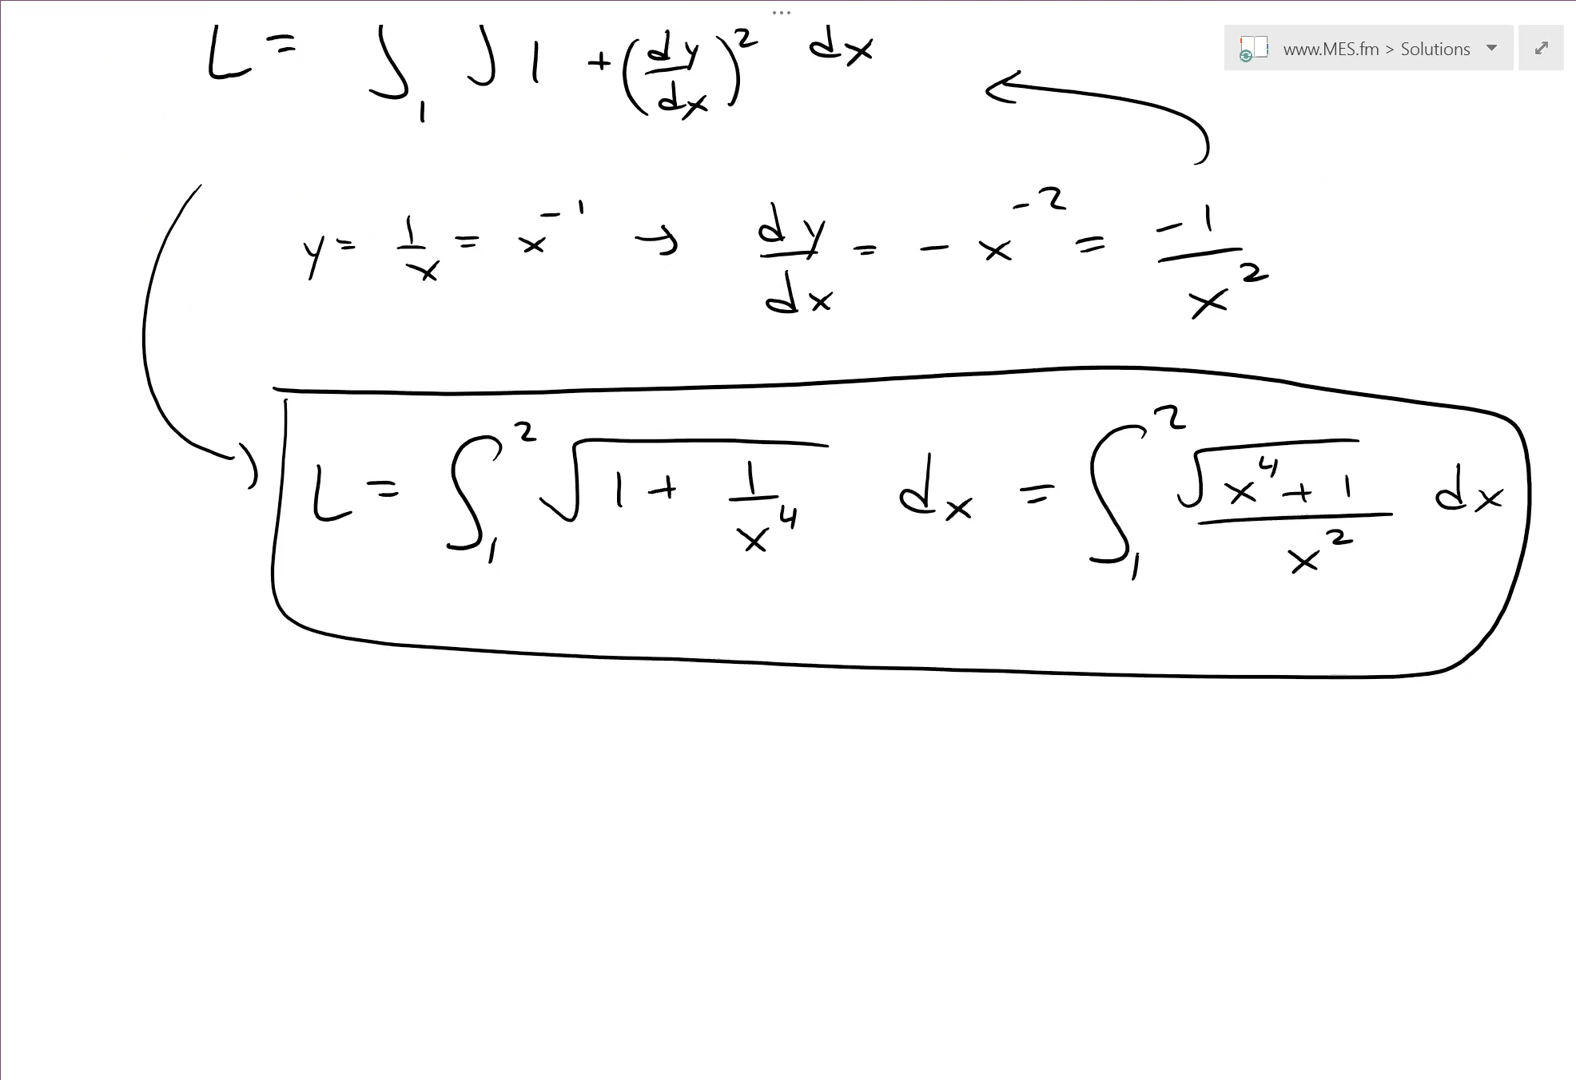 www.MES.fm > Solutions
L = ∫₁ √1 + (dy/dx)² dx
y = 1/x = x⁻¹ → dy/dx = -x⁻² = -1/x²
L = ∫₁² √(1 + 1/x⁴) dx = ∫₁² √(x⁴ + 1)/x² dx